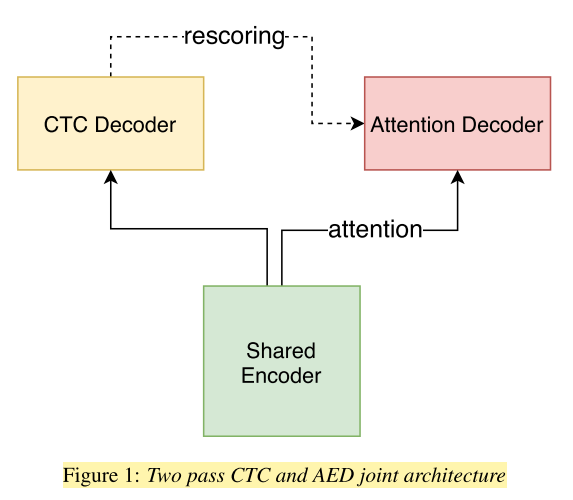 rescoring
CTC Decoder
Attention Decoder
attention
Shared
Encoder
Figure 1: Two pass CTC and AED joint architecture